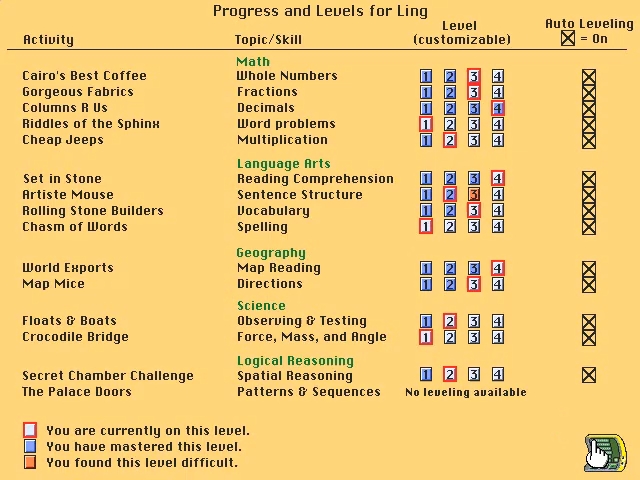 Progress and Levels for Ling
Activity Topic/Skill Level (customizable) Auto Leveling = On
Math
Cairo's Best Coffee Whole Numbers 1 2 3 4
Gorgeous Fabrics Fractions 1 2 3 4
Columns R Us Decimals 1 2 3 4
Riddles of the Sphinx Word problems 1 2 3 4
Cheap Jeeps Multiplication 1 2 3 4
Language Arts
Set in Stone Reading Comprehension 1 2 3 4
Artiste Mouse Sentence Structure 1 2 3 4
Rolling Stone Builders Vocabulary 1 2 3 4
Chasm of Words Spelling 1 2 3 4
Geography
World Exports Map Reading 1 2 3 4
Map Mice Directions 1 2 3 4
Science
Floats & Boats Observing & Testing 1 2 3 4
Crocodile Bridge Force, Mass, and Angle 1 2 3 4
Logical Reasoning
Secret Chamber Challenge Spatial Reasoning 1 2 3 4
The Palace Doors Patterns & Sequences No leveling available
You are currently on this level.
You have mastered this level.
You found this level difficult.